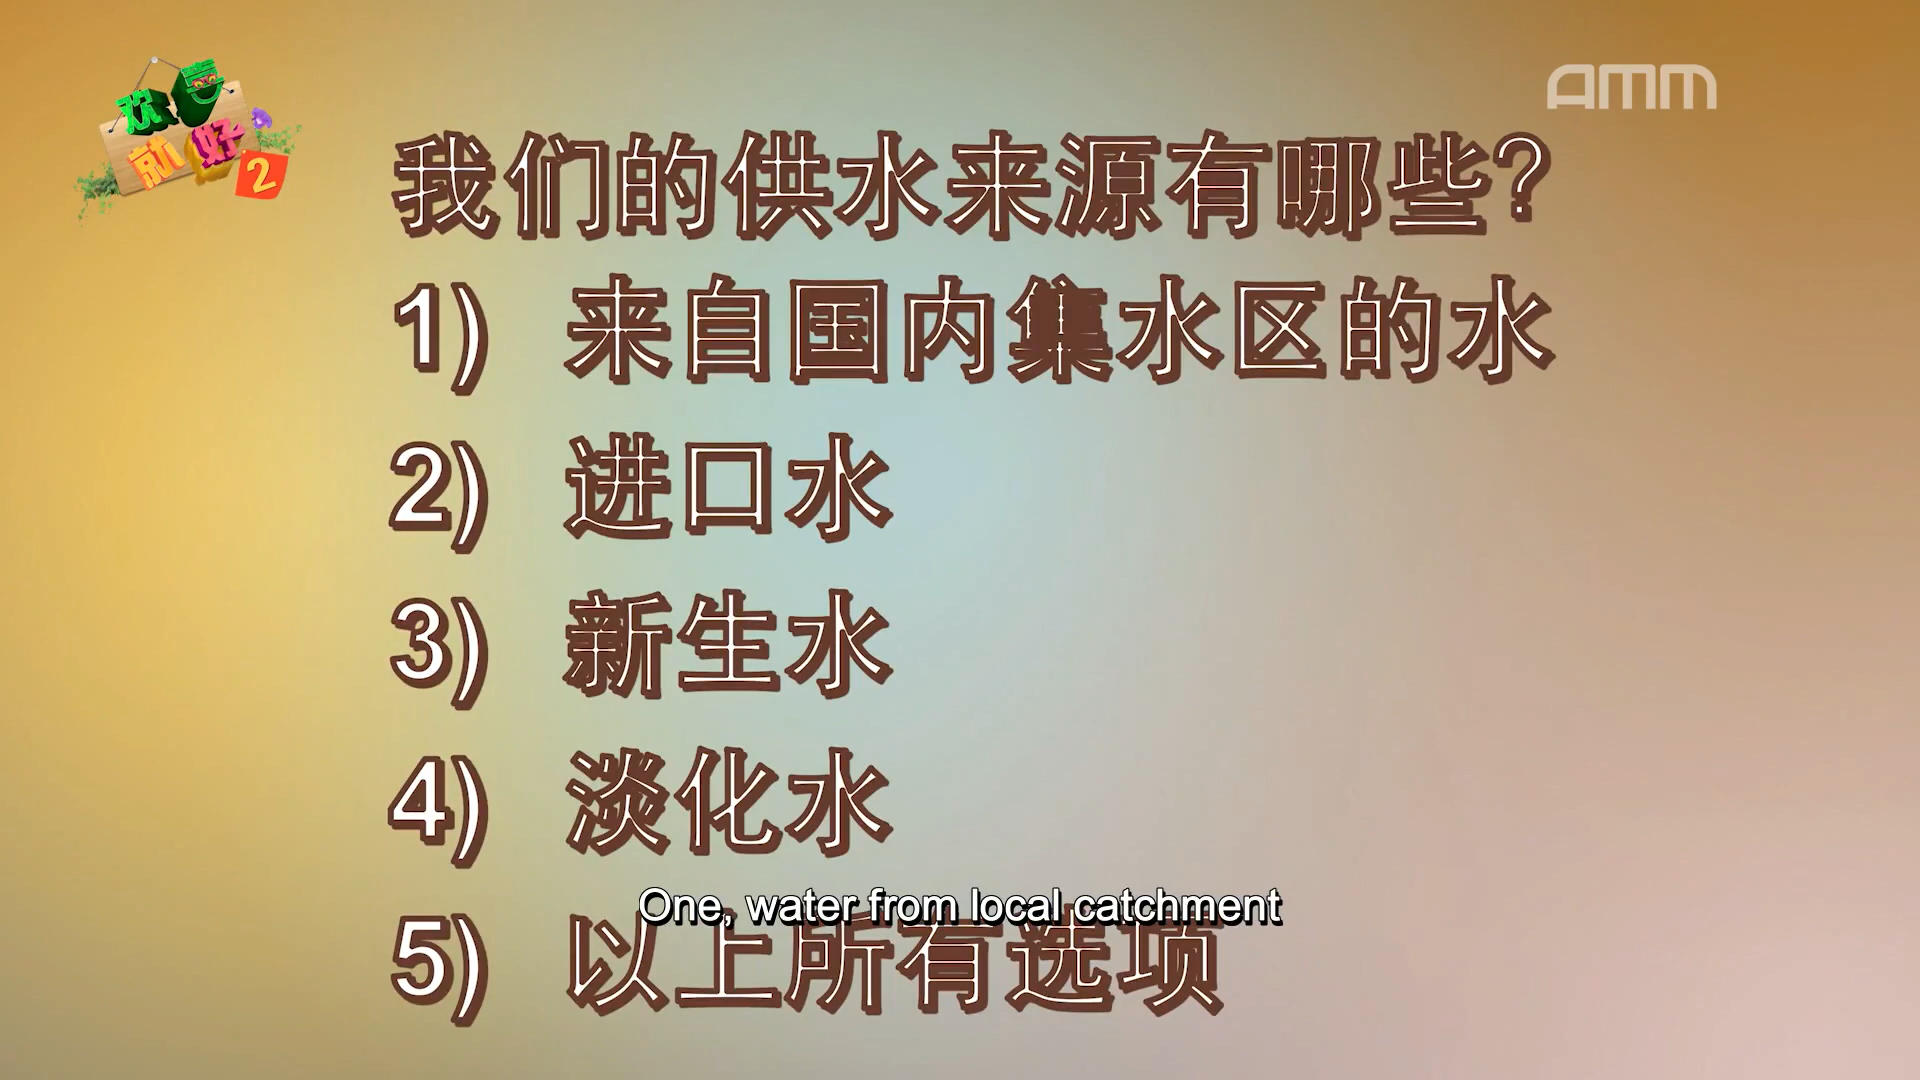 欢喜就好2
AMM
我们的供水来源有哪些?
1) 来自国内集水区的水
2) 进口水
3) 新生水
4) 淡化水
One, water from local catchment
5) 以上所有选项